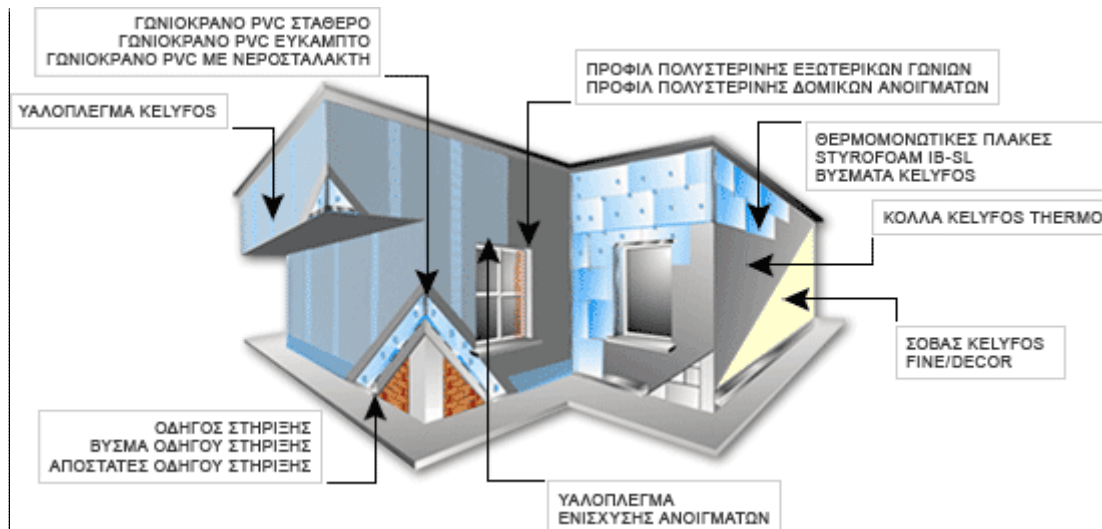 ΓΩΝΙΟΚΡΑΝΟ PVC ΣΤΑΘΕΡΟ
ΓΩΝΙΟΚΡΑΝΟ PVC ΕΥΚΑΜΠΤΟ
ΓΩΝΙΟΚΡΑΝΟ PVC ΜΕ ΝΕΡΟΣΤΑΛΑΚΤΗ
ΥΑΛΟΠΛΕΓΜΑ KELYFOS
ΠΡΟΦΙΛ ΠΟΛΥΣΤΕΡΙΝΗΣ ΕΞΩΤΕΡΙΚΩΝ ΓΩΝΙΩΝ
ΠΡΟΦΙΛ ΠΟΛΥΣΤΕΡΙΝΗΣ ΔΟΜΙΚΩΝ ΑΝΟΙΓΜΑΤΩΝ
ΘΕΡΜΟΜΟΝΩΤΙΚΕΣ ΠΛΑΚΕΣ
STYROFOAM IB-SL
ΒΥΣΜΑΤΑ KELYFOS
ΚΟΛΛΑ KELYFOS THERMO
ΣΟΒΑΣ KELYFOS
FINE/DECOR
ΟΔΗΓΟΣ ΣΤΗΡΙΞΗΣ
ΒΥΣΜΑ ΟΔΗΓΟΥ ΣΤΗΡΙΞΗΣ
ΑΠΟΣΤΑΤΕΣ ΟΔΗΓΟΥ ΣΤΗΡΙΞΗΣ
ΥΑΛΟΠΛΕΓΜΑ
ΕΝΙΣΧΥΣΗΣ ΑΝΟΙΓΜΑΤΩΝ